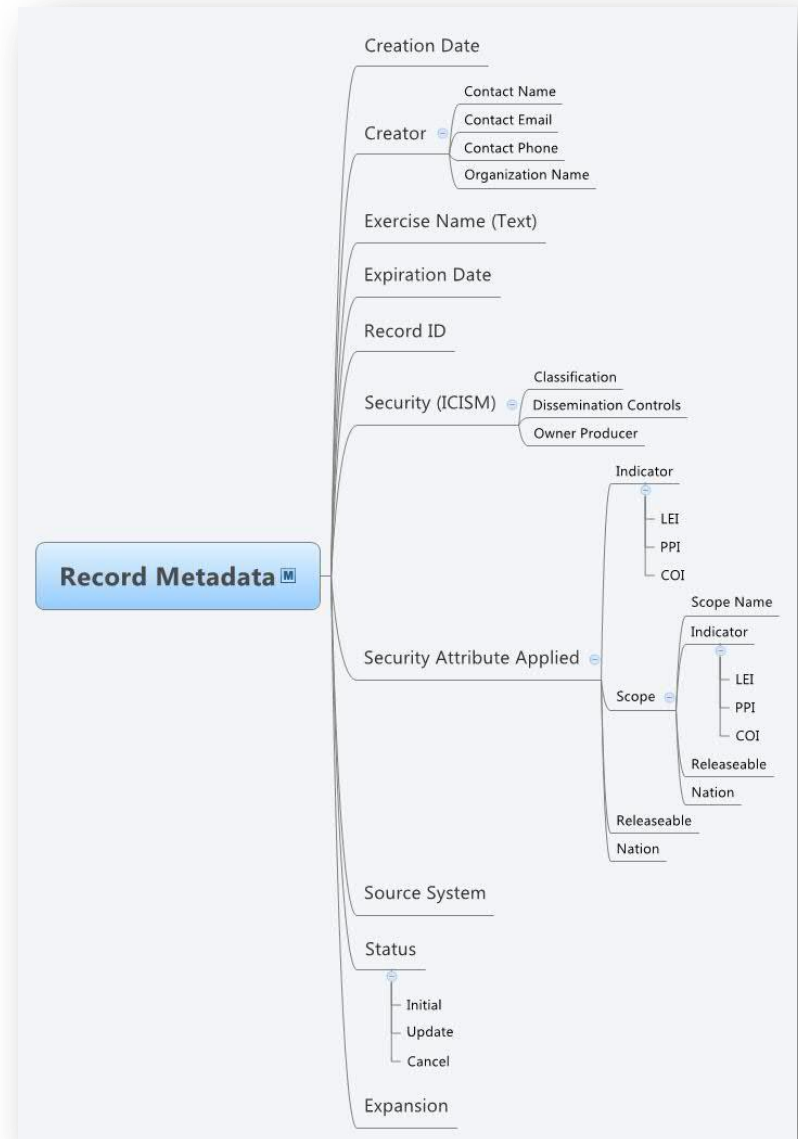 Creation Date
Creator
Contact Name
Contact Email
Contact Phone
Organization Name
Exercise Name (Text)
Expiration Date
Record ID
Security (ICISM)
Classification
Dissemination Controls
Owner Producer
Record Metadata M
Security Attribute Applied
Indicator
LEI
PPI
COI
Scope
Scope Name
Indicator
LEI
PPI
COI
Releaseable
Nation
Releaseable
Nation
Source System
Status
Initial
Update
Cancel
Expansion